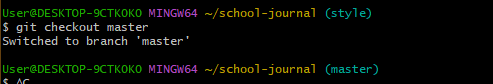 User@DESKTOP-9CTKOKO MINGW64 ~/school-journal (style)
$ git checkout master
Switched to branch 'master'
User@DESKTOP-9CTKOKO MINGW64 ~/school-journal (master)
$ ^C